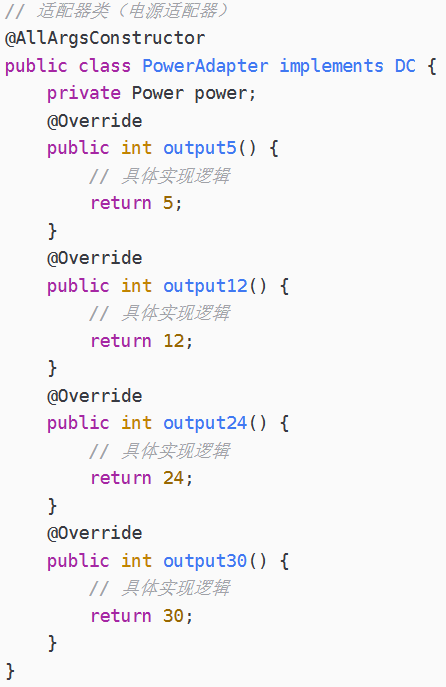 // 适配器类（电源适配器）
@AllArgsConstructor
public class PowerAdapter implements DC {
    private Power power;
    @Override
    public int output5() {
        // 具体实现逻辑
        return 5;
    }
    @Override
    public int output12() {
        // 具体实现逻辑
        return 12;
    }
    @Override
    public int output24() {
        // 具体实现逻辑
        return 24;
    }
    @Override
    public int output30() {
        // 具体实现逻辑
        return 30;
    }
}